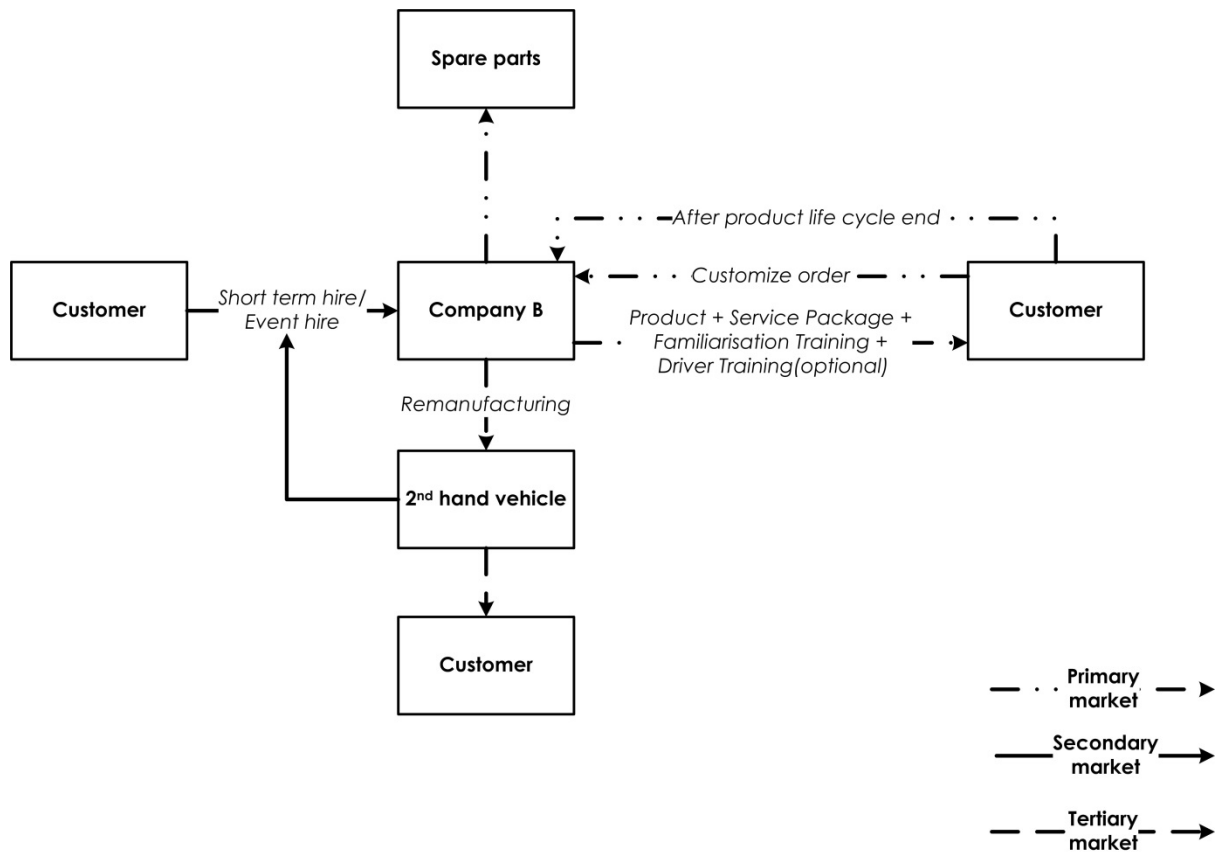 Spare parts
After product life cycle end
Customize order
Customer
Short term hire/
Event hire
Company B
Product + Service Package +
Familiarisation Training +
Driver Training(optional)
Customer
Remanufacturing
2nd hand vehicle
Customer
Primary
market
Secondary
market
Tertiary
market